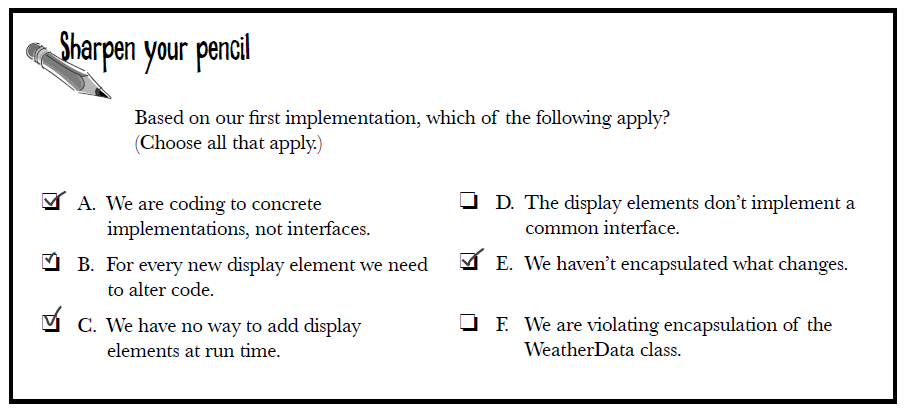 Sharpen your pencil
Based on our first implementation, which of the following apply?
(Choose all that apply.)
A. We are coding to concrete
implementations, not interfaces.
B. For every new display element we need
to alter code.
C. We have no way to add display
elements at run time.
D. The display elements don't implement a
common interface.
E. We haven't encapsulated what changes.
F. We are violating encapsulation of the
WeatherData class.